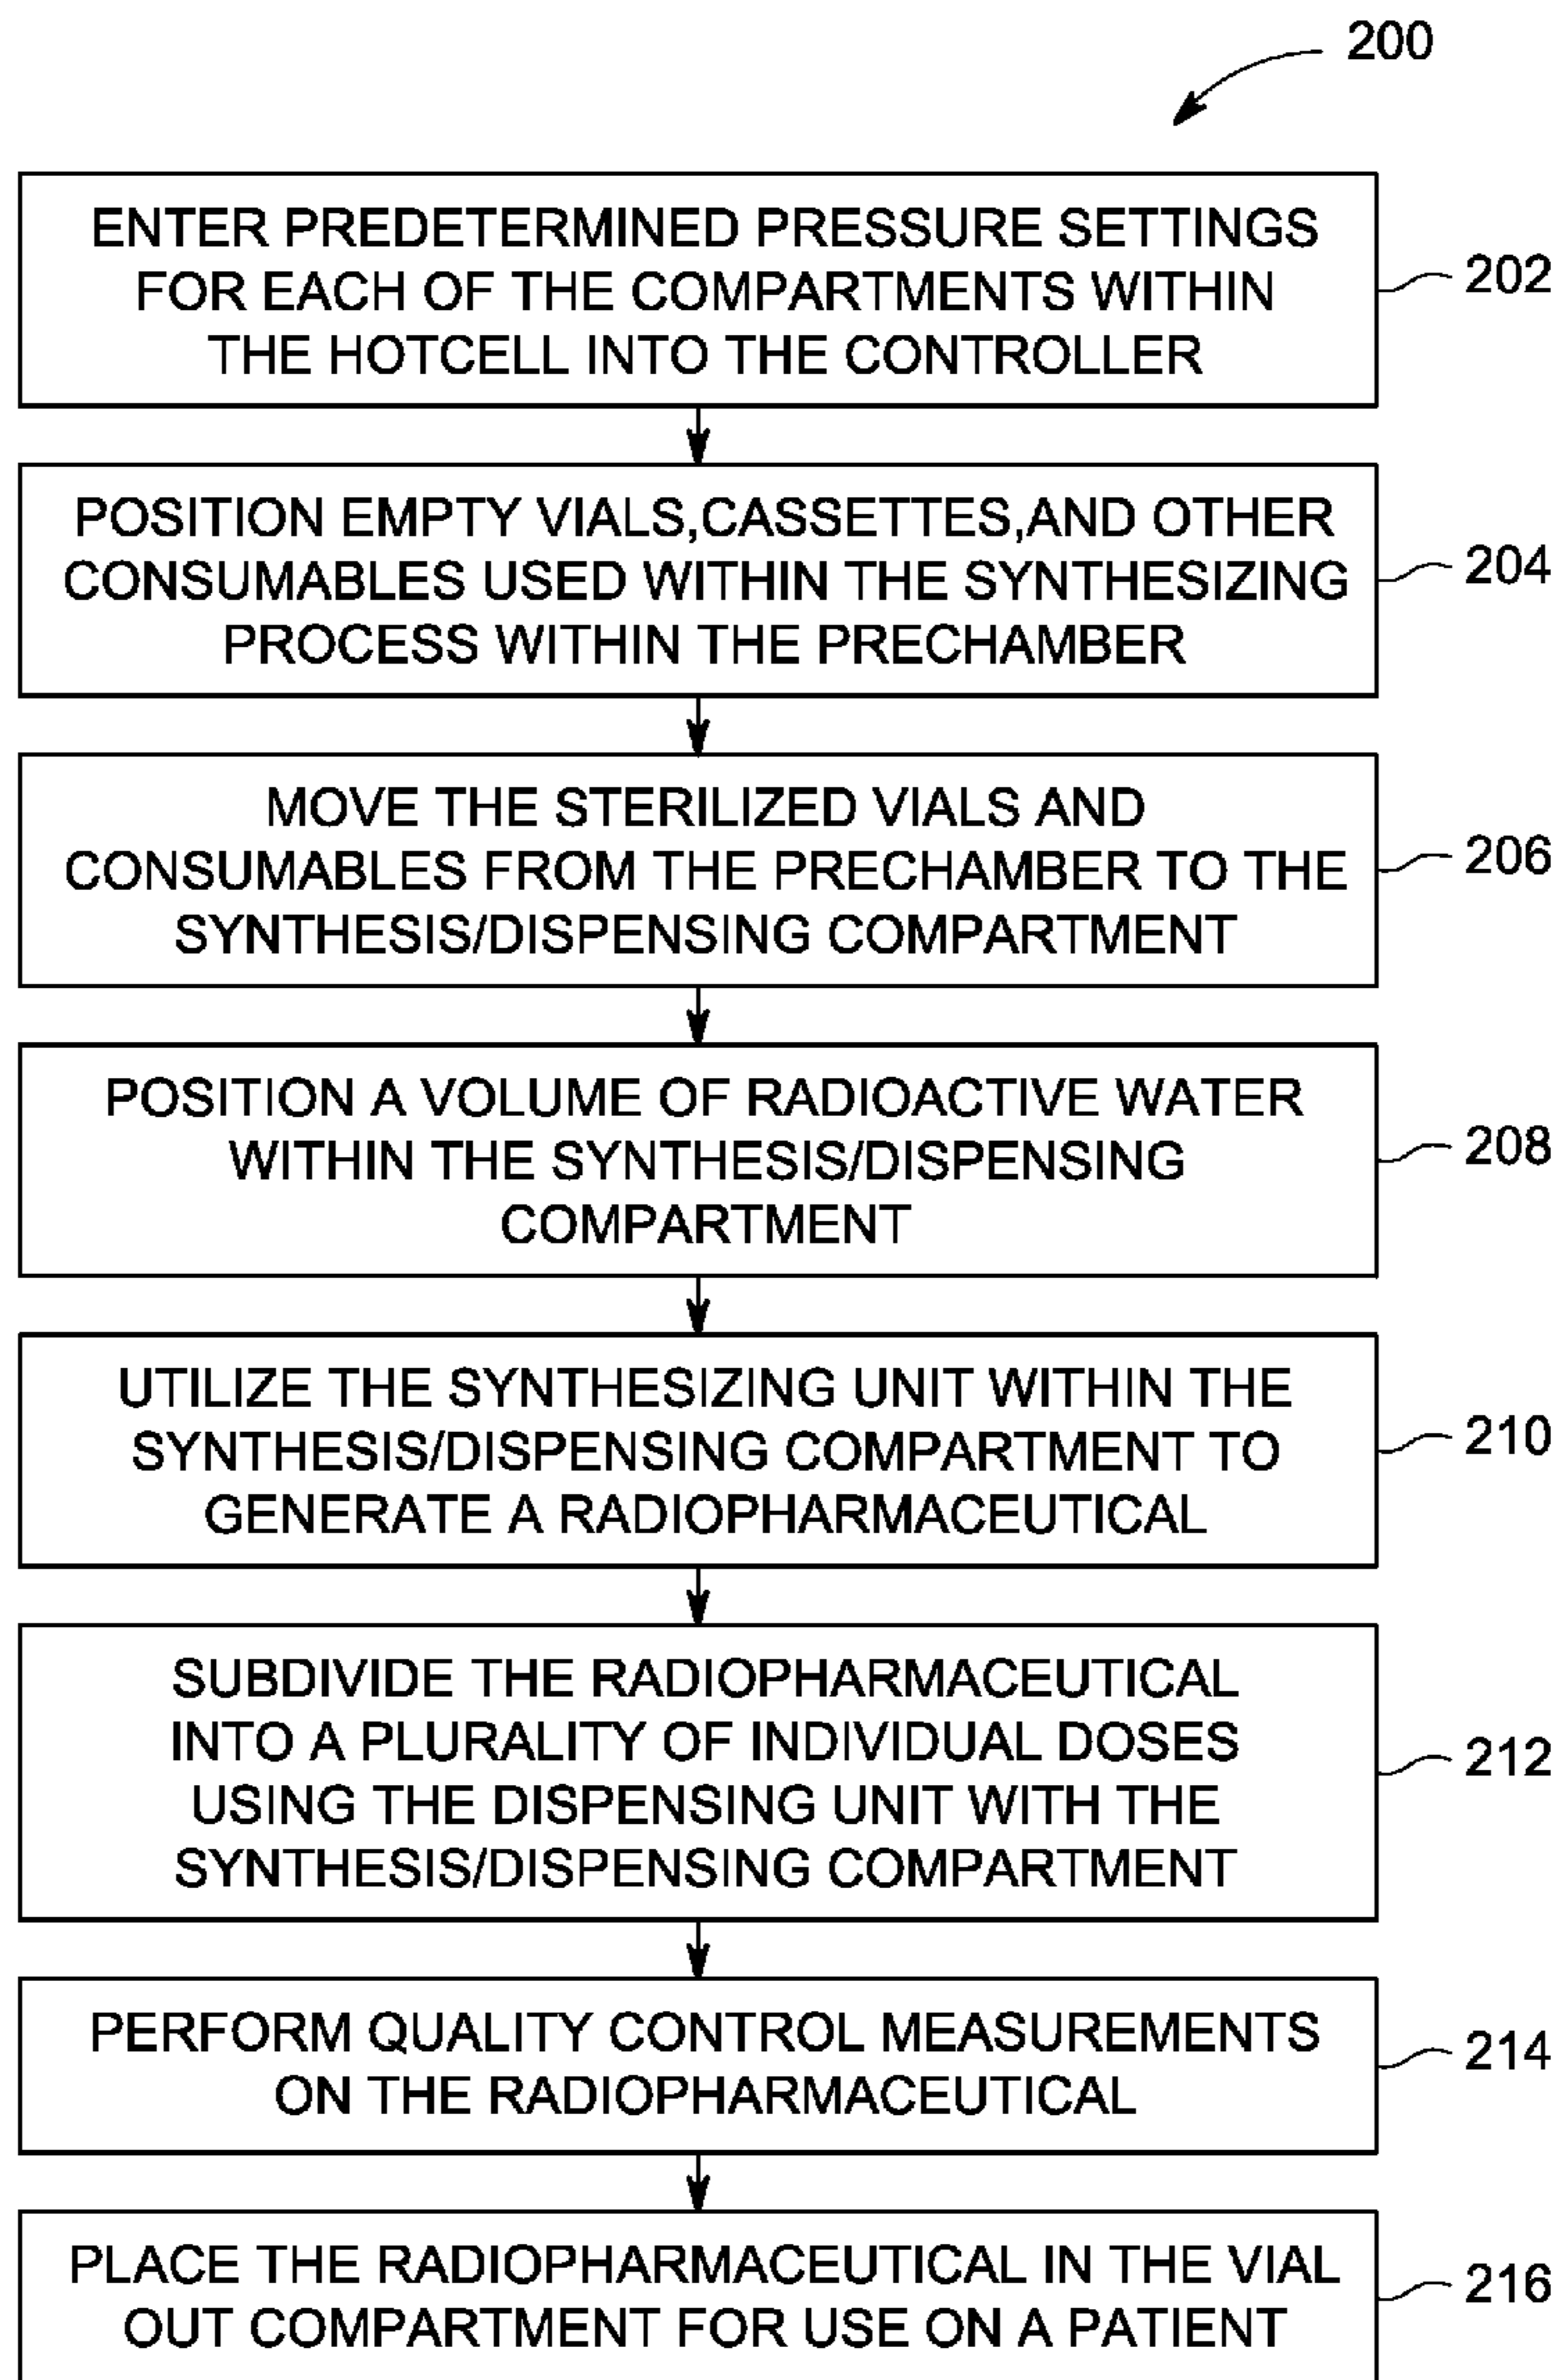 200
ENTER PREDETERMINED PRESSURE SETTINGS
FOR EACH OF THE COMPARTMENTS WITHIN
THE HOTCELL INTO THE CONTROLLER
202
POSITION EMPTY VIALS,CASSETTES,AND OTHER
CONSUMABLES USED WITHIN THE SYNTHESIZING
PROCESS WITHIN THE PRECHAMBER
204
MOVE THE STERILIZED VIALS AND
CONSUMABLES FROM THE PRECHAMBER TO THE
SYNTHESIS/DISPENSING COMPARTMENT
206
POSITION A VOLUME OF RADIOACTIVE WATER
WITHIN THE SYNTHESIS/DISPENSING
COMPARTMENT
208
UTILIZE THE SYNTHESIZING UNIT WITHIN THE
SYNTHESIS/DISPENSING COMPARTMENT TO
GENERATE A RADIOPHARMACEUTICAL
210
SUBDIVIDE THE RADIOPHARMACEUTICAL
INTO A PLURALITY OF INDIVIDUAL DOSES
USING THE DISPENSING UNIT WITH THE
SYNTHESIS/DISPENSING COMPARTMENT
212
PERFORM QUALITY CONTROL MEASUREMENTS
ON THE RADIOPHARMACEUTICAL
214
PLACE THE RADIOPHARMACEUTICAL IN THE VIAL
OUT COMPARTMENT FOR USE ON A PATIENT
216